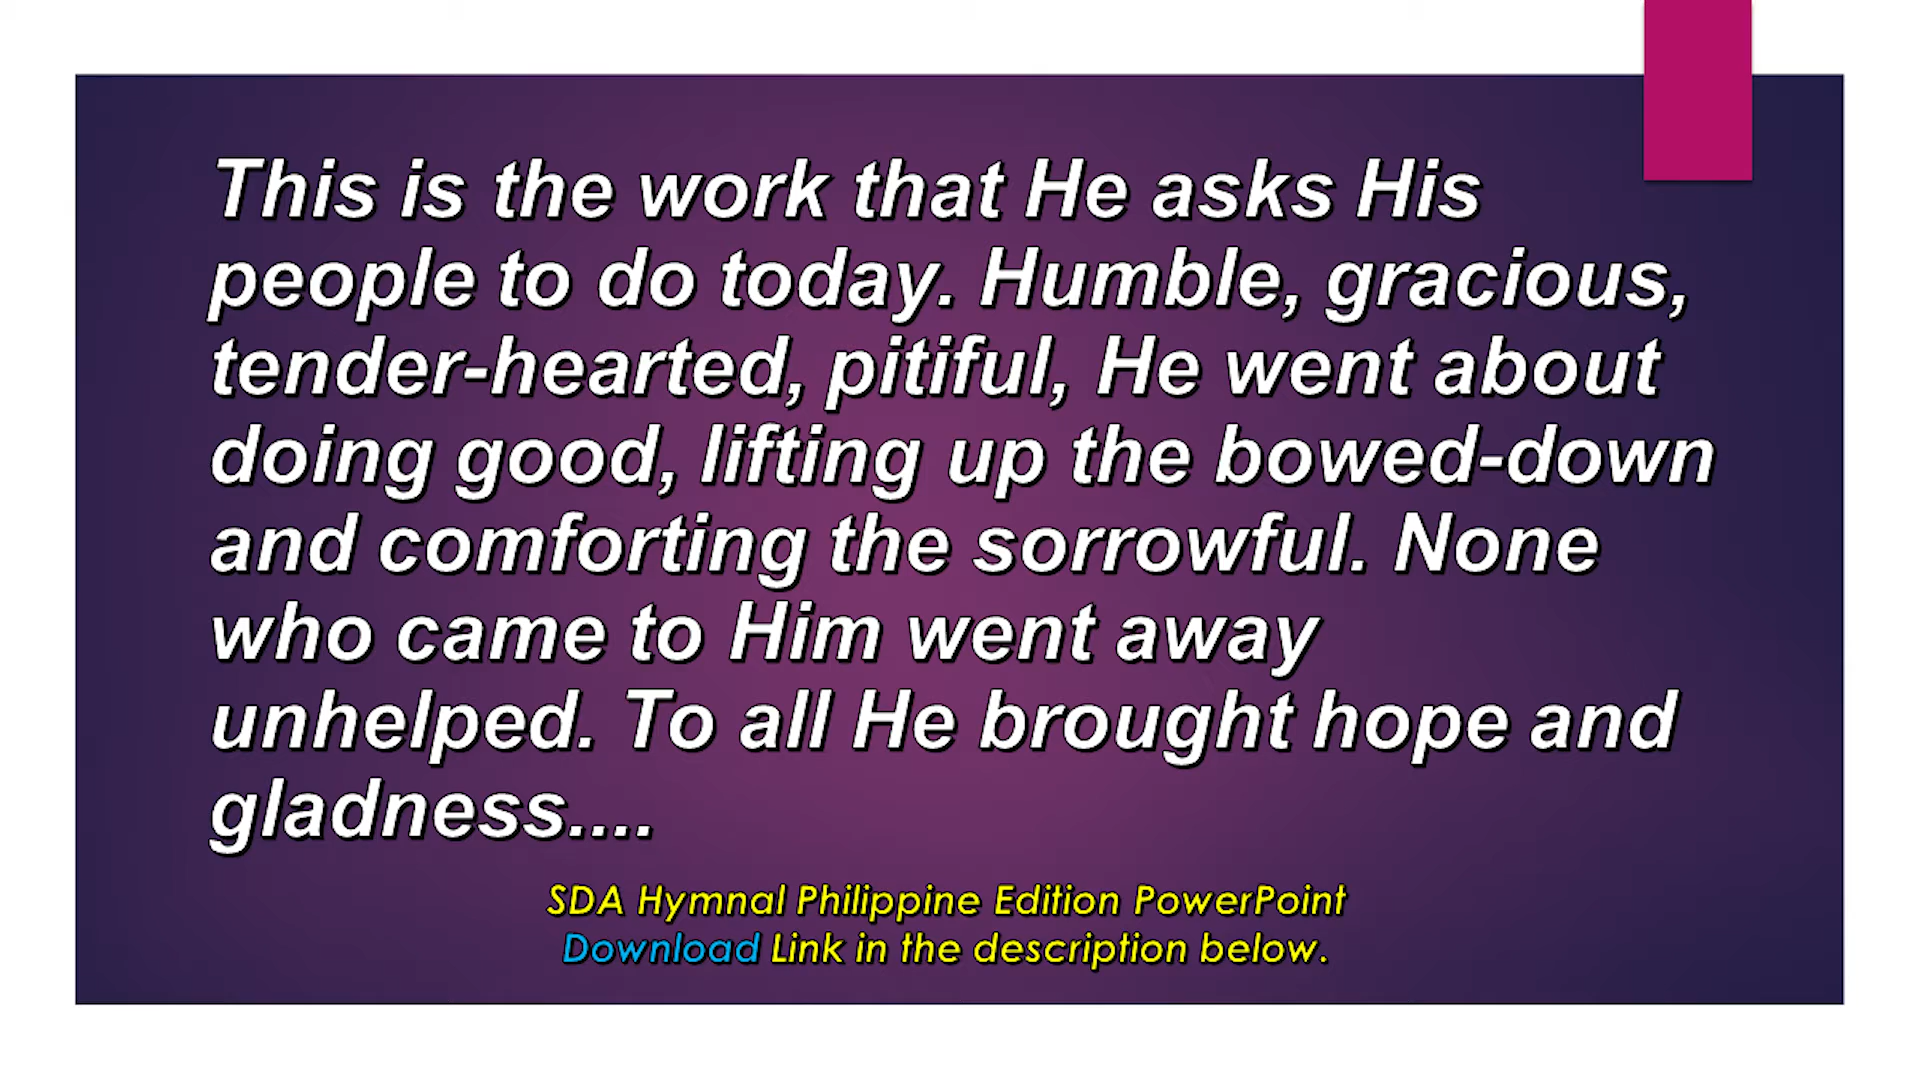 This is the work that He asks His
people to do today. Humble, gracious,
tender-hearted, pitiful, He went about
doing good, lifting up the bowed-down
and comforting the sorrowful. None
who came to Him went away
unhelped. To all He brought hope and
gladness....
SDA Hymnal Philippine Edition PowerPoint
Download Link in the description below.